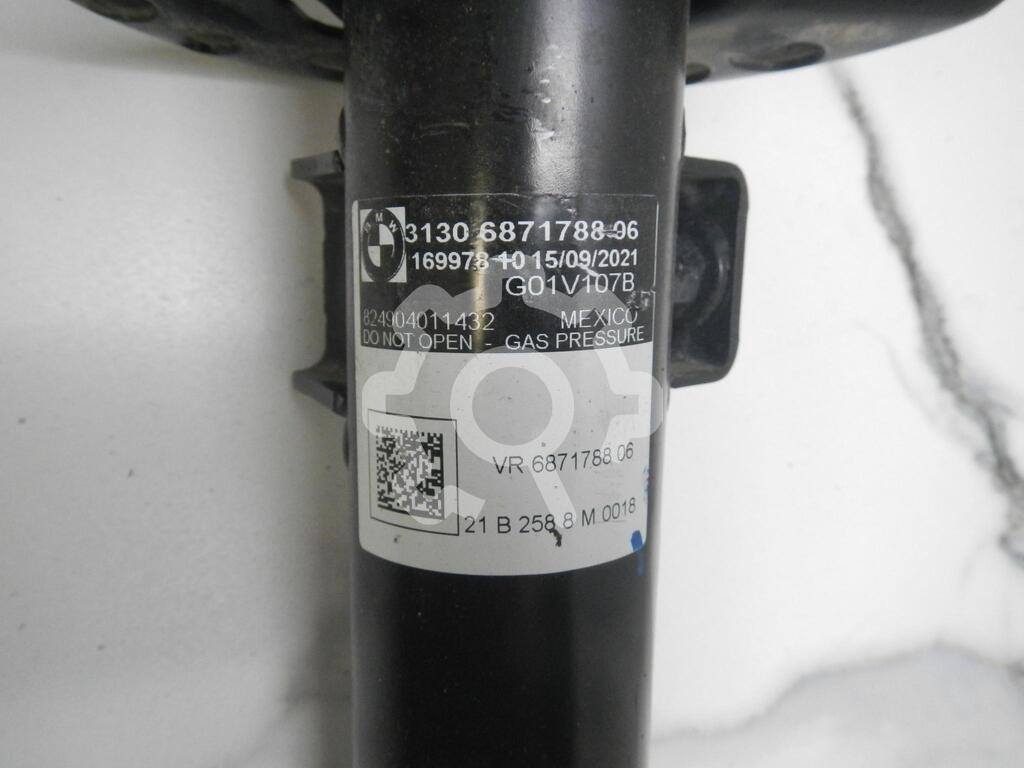 BMW
3130 6871788-06
169978 10 15/09/2021
G01V107B
824904011432 MEXICO
DO NOT OPEN - GAS PRESSURE
VR 6871788 06
21 B 258 8 M 0018